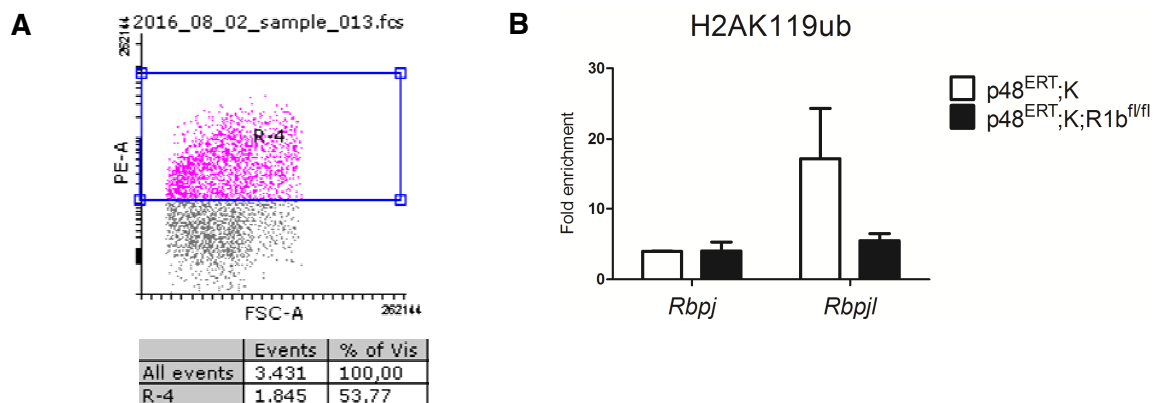 A
2016_08_02_sample_013.fcs
262144
PE-A
R-4
FSC-A
262144
Events % of Vis
All events 3.431 100,00
R-4 1.845 53.77
B
H2AK119ub
Fold enrichment
30
20
10
0
Rbpj Rbpjl
p48ERT;K
p48ERT;K;R1bfl/fl